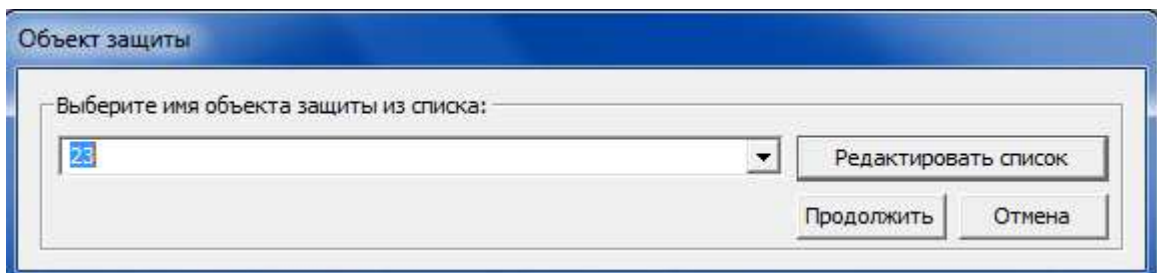 Объект защиты
Выберите имя объекта защиты из списка:
23
Редактировать список
Продолжить
Отмена